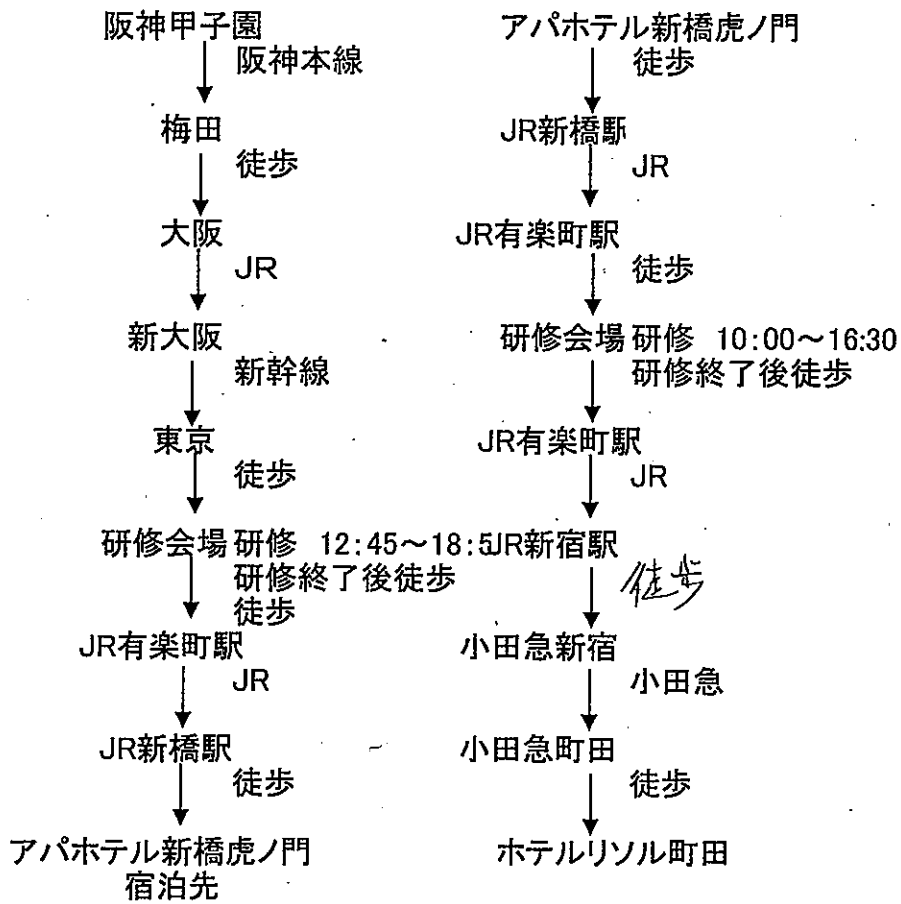 阪神甲子園
阪神本線
梅田
徒歩
大阪
JR
新大阪
新幹線
東京
徒歩
研修会場 研修 12:45～18:5
研修終了後徒歩
徒歩
JR有楽町駅
JR
JR新橋駅
徒歩
アパホテル新橋虎ノ門
宿泊先
アパホテル新橋虎ノ門
徒歩
JR新橋駅
JR
JR有楽町駅
徒歩
研修会場 研修 10:00～16:30
研修終了後徒歩
JR有楽町駅
JR
JR新宿駅
徒歩
小田急新宿
小田急
小田急町田
徒歩
ホテルリソル町田